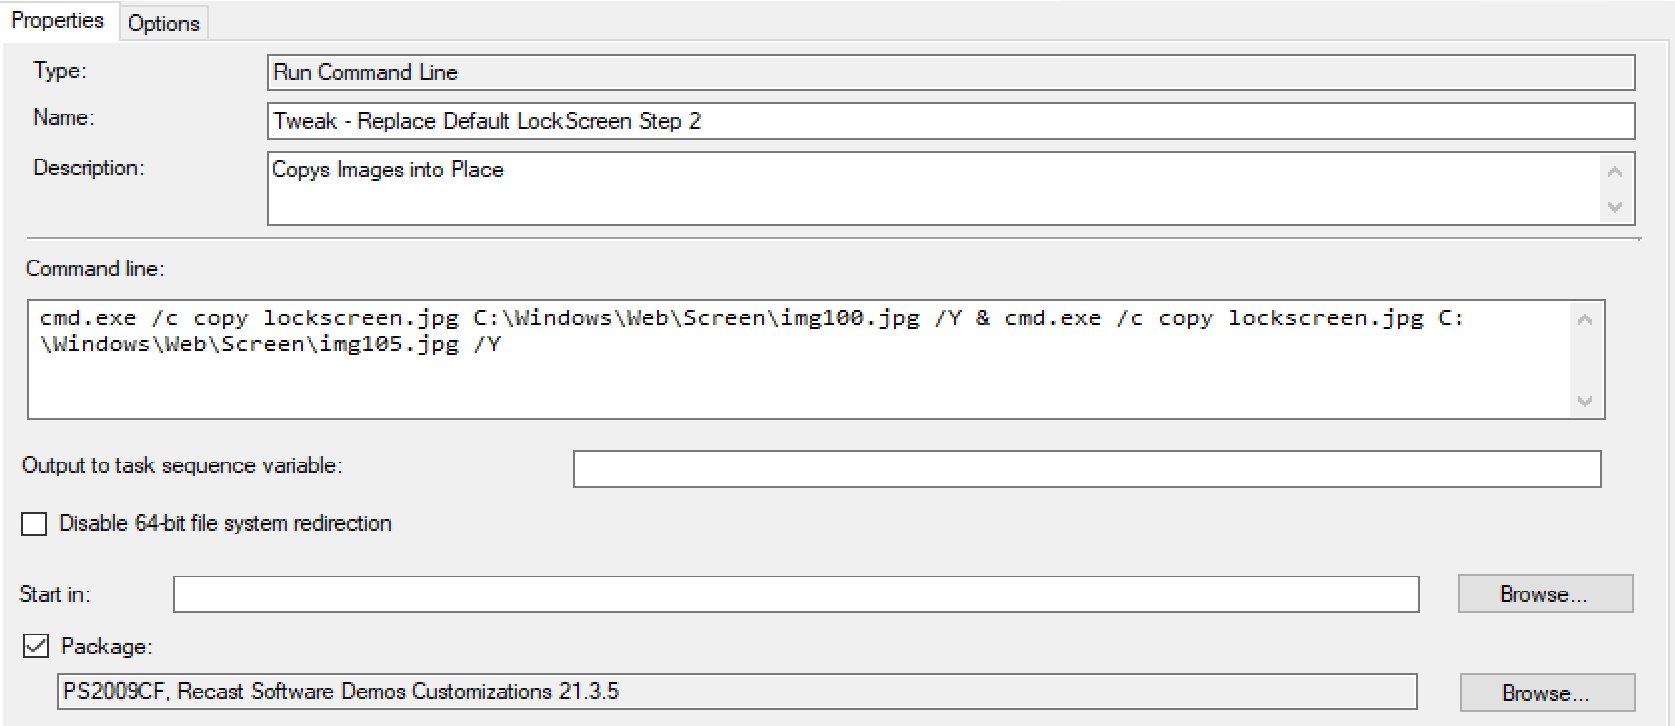 Properties
Options
Type:
Run Command Line
Name:
Tweak - Replace Default LockScreen Step 2
Description:
Copys Images into Place
Command line:
cmd.exe /c copy lockscreen.jpg C:\Windows\Web\Screen\img100.jpg /Y & cmd.exe /c copy lockscreen.jpg C:
\Windows\Web\Screen\img105.jpg /Y
Output to task sequence variable:
Disable 64-bit file system redirection
Start in:
Browse...
Package:
PS2009CF, Recast Software Demos Customizations 21.3.5
Browse...